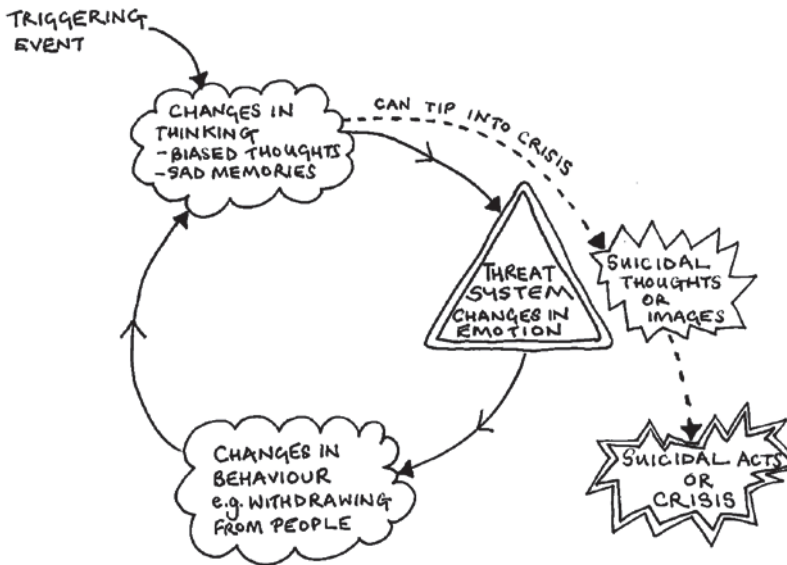 TRIGGERING
EVENT
CHANGES IN
THINKING
-BIASED THOUGHTS
-SAD MEMORIES
CAN TIP INTO CRISIS
THREAT
SYSTEM
CHANGES IN
EMOTION
SUICIDAL
THOUGHTS
OR
IMAGES
SUICIDAL ACTS
OR
CRISIS
CHANGES IN
BEHAVIOUR
e.g. WITHDRAWING
FROM PEOPLE